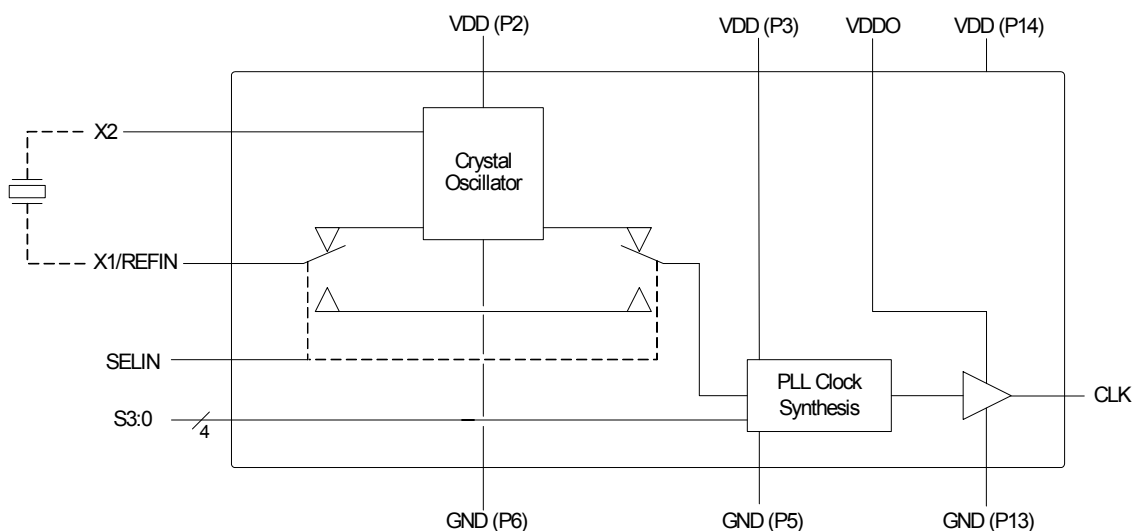 VDD (P2)
VDD (P3)
VDDO
VDD (P14)
X2
Crystal
Oscillator
X1/REFIN
SELIN
PLL Clock
Synthesis
CLK
S3:0
4
GND (P6)
GND (P5)
GND (P13)